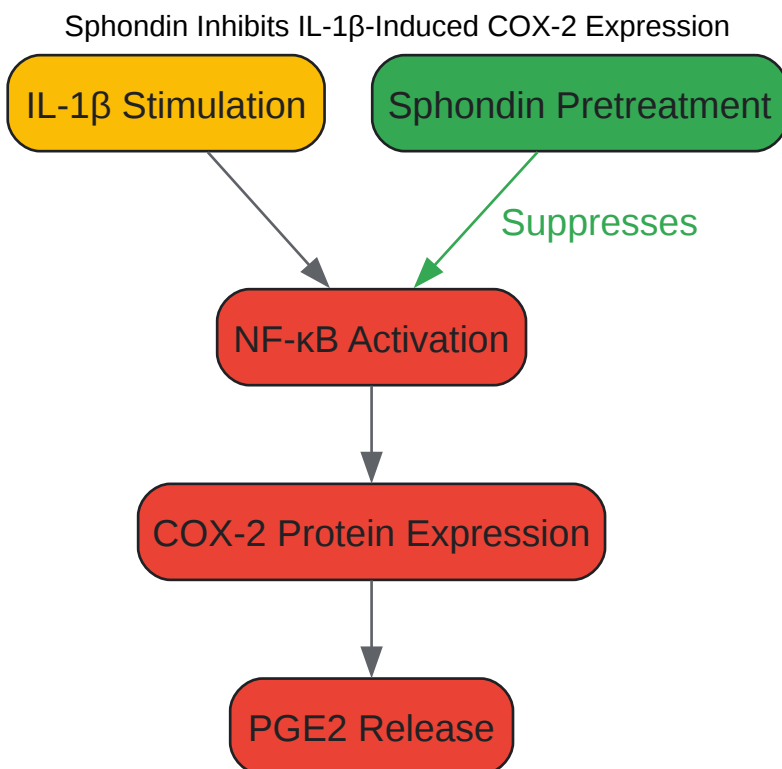 Sphondin Inhibits IL-1β-Induced COX-2 Expression
IL-1β Stimulation
Sphondin Pretreatment
Suppresses
NF-κB Activation
COX-2 Protein Expression
PGE2 Release